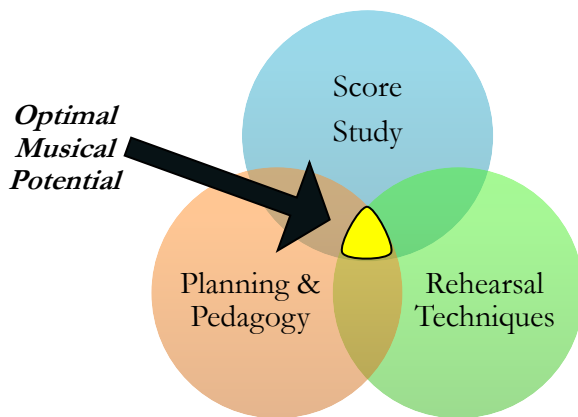 Score
Study
Optimal
Musical
Potential
Planning &
Pedagogy
Rehearsal
Techniques